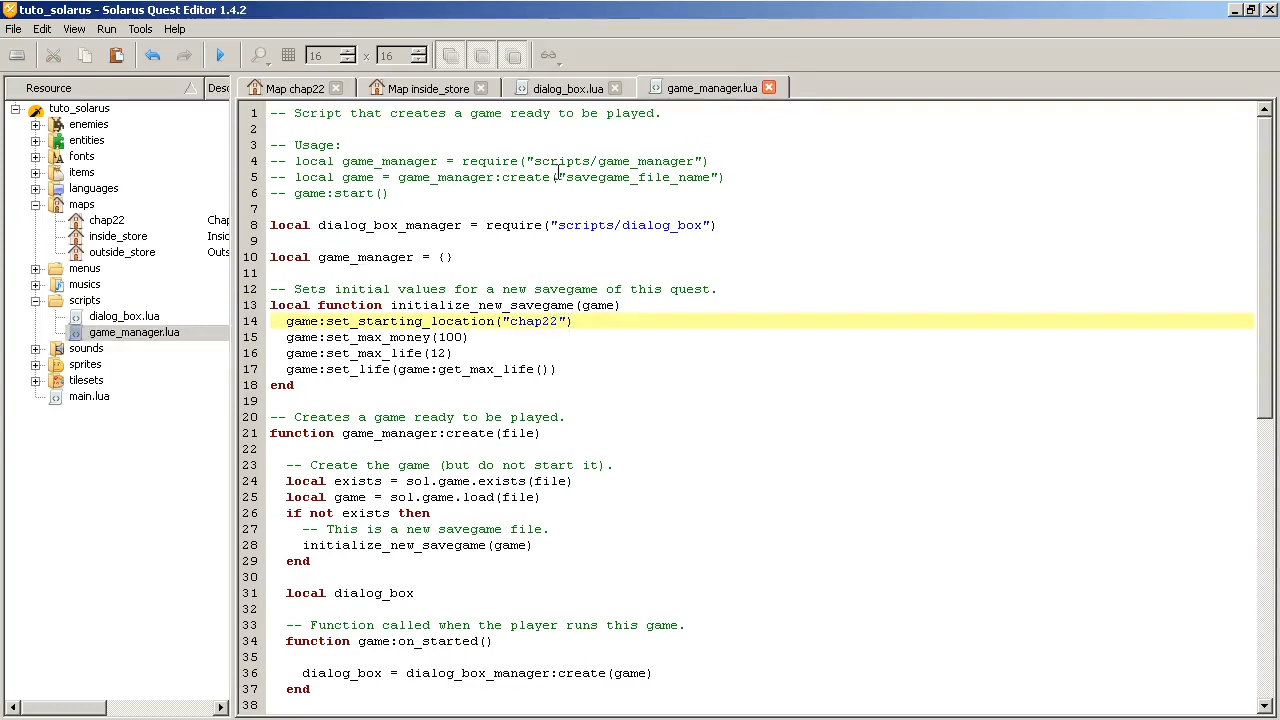 tuto_solarus - Solarus Quest Editor 1.4.2
File Edit View Run Tools Help
16 x 16
Resource Desc
Map chap22 Map inside_store dialog_box.lua game_manager.lua
tuto_solarus
enemies
entities
fonts
items
languages
maps
chap22 Chap
inside_store Insic
outside_store Outs
menus
musics
scripts
dialog_box.lua
game_manager.lua
sounds
sprites
tilesets
main.lua
1 -- Script that creates a game ready to be played.
2
3 -- Usage:
4 -- local game_manager = require("scripts/game_manager")
5 -- local game = game_manager:create("savegame_file_name")
6 -- game:start()
7
8 local dialog_box_manager = require("scripts/dialog_box")
9
10 local game_manager = {}
11
12 -- Sets initial values for a new savegame of this quest.
13 local function initialize_new_savegame(game)
14 game:set_starting_location("chap22")
15 game:set_max_money(100)
16 game:set_max_life(12)
17 game:set_life(game:get_max_life())
18 end
19
20 -- Creates a game ready to be played.
21 function game_manager:create(file)
22
23 -- Create the game (but do not start it).
24 local exists = sol.game.exists(file)
25 local game = sol.game.load(file)
26 if not exists then
27 -- This is a new savegame file.
28 initialize_new_savegame(game)
29 end
30
31 local dialog_box
32
33 -- Function called when the player runs this game.
34 function game:on_started()
35
36 dialog_box = dialog_box_manager:create(game)
37 end
38